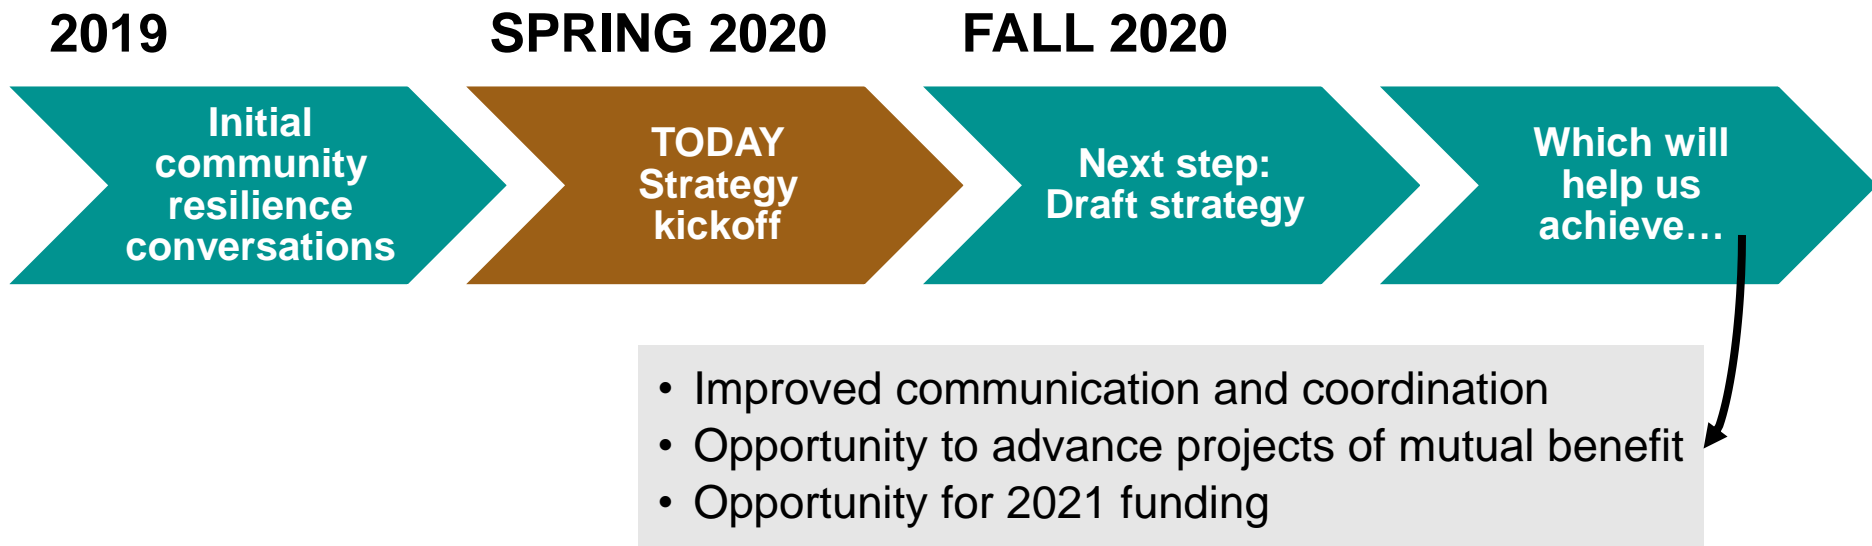 2019
SPRING 2020
FALL 2020
Initial
community
resilience
conversations
TODAY
Strategy
kickoff
Next step:
Draft strategy
Which will
help us
achieve…
• Improved communication and coordination
• Opportunity to advance projects of mutual benefit
• Opportunity for 2021 funding